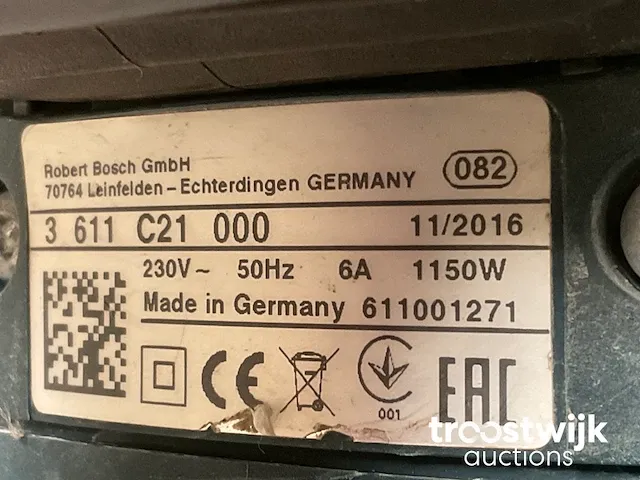 Robert Bosch GmbH
70764 Leinfelden – Echterdingen GERMANY 082
3 611 C21 000 11/2016
230V~ 50Hz 6A 1150W
Made in Germany 611001271
CE 001 EAC
troostwijk
auctions